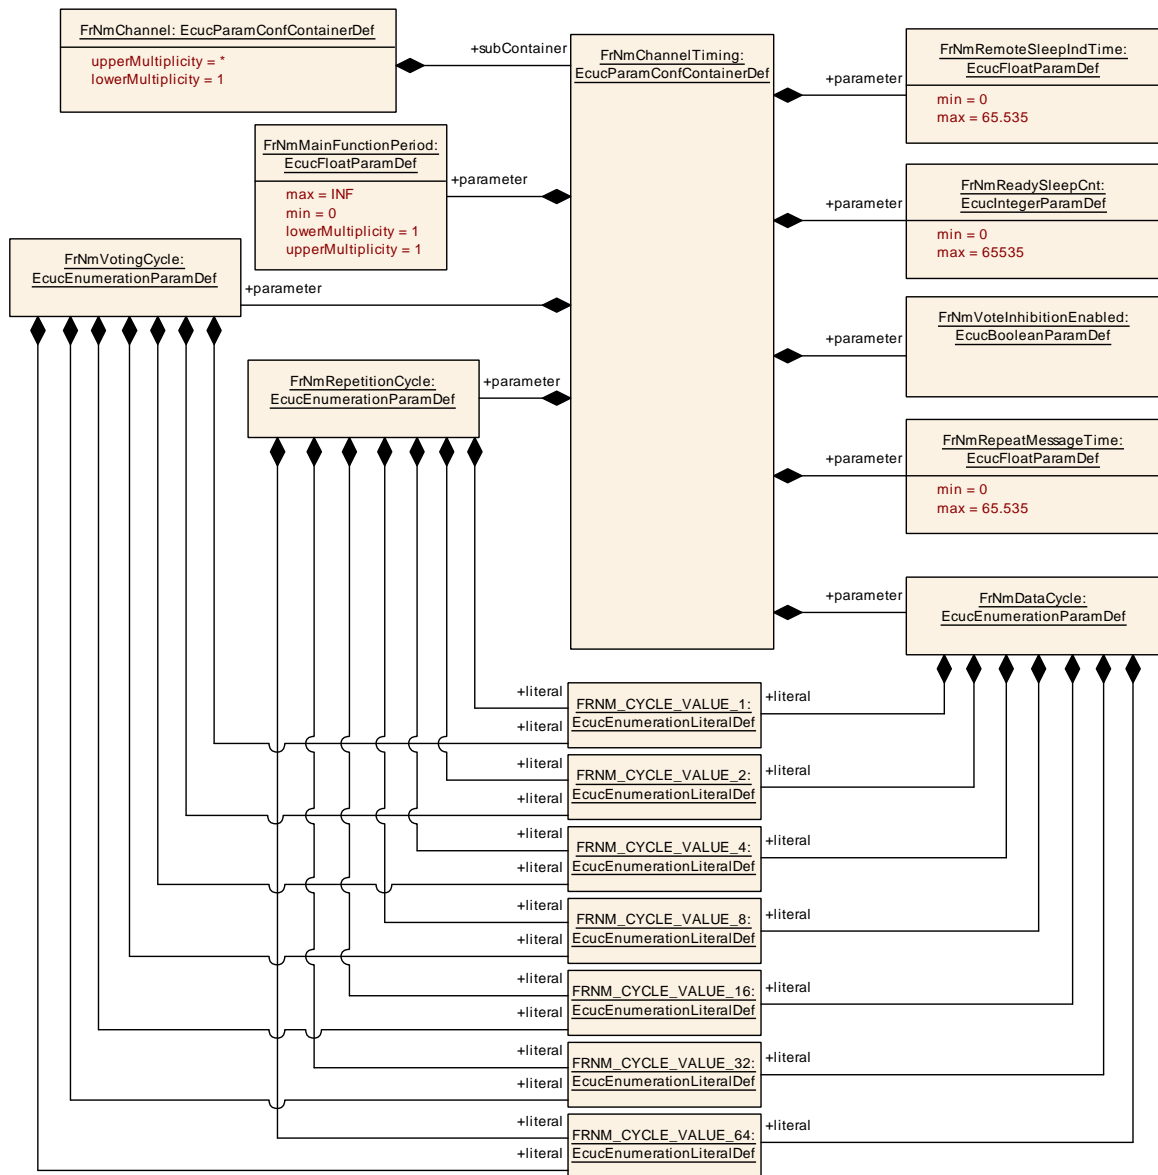 FrNmChannel: EcucParamConfContainerDef
upperMultiplicity = *
lowerMultiplicity = 1
+subContainer
FrNmChannelTiming:
EcucParamConfContainerDef
FrNmRemoteSleepIndTime:
EcucFloatParamDef
min = 0
max = 65.535
+parameter
FrNmMainFunctionPeriod:
EcucFloatParamDef
max = INF
min = 0
lowerMultiplicity = 1
upperMultiplicity = 1
+parameter
FrNmReadySleepCnt:
EcucIntegerParamDef
min = 0
max = 65535
+parameter
FrNmVotingCycle:
EcucEnumerationParamDef
+parameter
FrNmVoteInhibitionEnabled:
EcucBooleanParamDef
+parameter
FrNmRepetitionCycle:
EcucEnumerationParamDef
+parameter
FrNmRepeatMessageTime:
EcucFloatParamDef
min = 0
max = 65.535
+parameter
FrNmDataCycle:
EcucEnumerationParamDef
+parameter
+literal
+literal
FRNM_CYCLE_VALUE_1:
EcucEnumerationLiteralDef
+literal
+literal
+literal
FRNM_CYCLE_VALUE_2:
EcucEnumerationLiteralDef
+literal
+literal
+literal
FRNM_CYCLE_VALUE_4:
EcucEnumerationLiteralDef
+literal
+literal
+literal
FRNM_CYCLE_VALUE_8:
EcucEnumerationLiteralDef
+literal
+literal
+literal
FRNM_CYCLE_VALUE_16:
EcucEnumerationLiteralDef
+literal
+literal
+literal
FRNM_CYCLE_VALUE_32:
EcucEnumerationLiteralDef
+literal
+literal
+literal
FRNM_CYCLE_VALUE_64:
EcucEnumerationLiteralDef
+literal